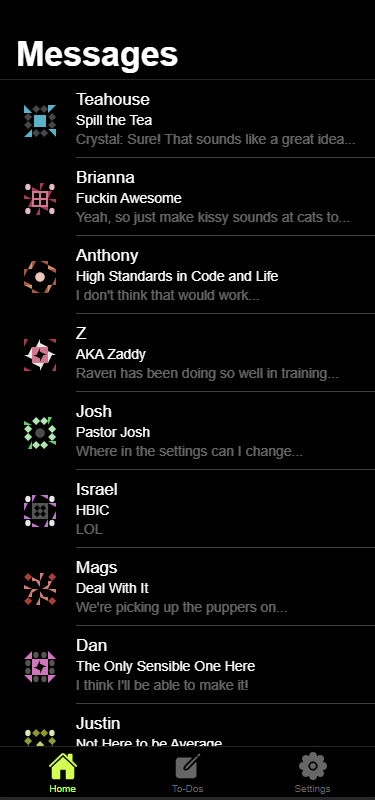 Messages
Teahouse
Spill the Tea
Crystal: Sure! That sounds like a great idea...
Brianna
Fuckin Awesome
Yeah, so just make kissy sounds at cats to...
Anthony
High Standards in Code and Life
I don't think that would work...
Z
AKA Zaddy
Raven has been doing so well in training...
Josh
Pastor Josh
Where in the settings can I change...
Israel
HBIC
LOL
Mags
Deal With It
We're picking up the puppers on...
Dan
The Only Sensible One Here
I think I'll be able to make it!
Justin
Not Here to be Average
Home
To-Dos
Settings